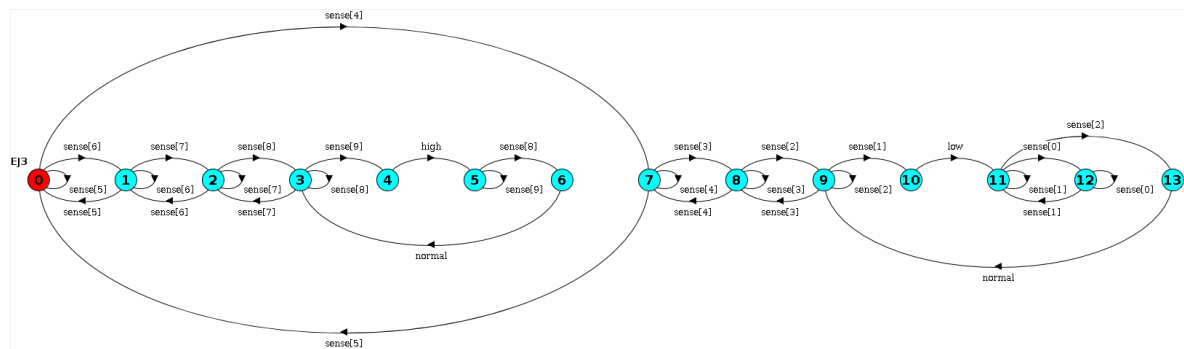 sense[4]
sense[2]
sense[6] sense[7] sense[8] sense[9] high sense[8] sense[3] sense[2] sense[1] low sense[0]
EJ3
0 1 2 3 4 5 6 7 8 9 10 11 12 13
sense[5] sense[6] sense[7] sense[8] sense[9] sense[4] sense[3] sense[2] sense[1] sense[0]
sense[5] sense[6] sense[7] sense[4] sense[3] sense[1]
normal
normal
sense[5]